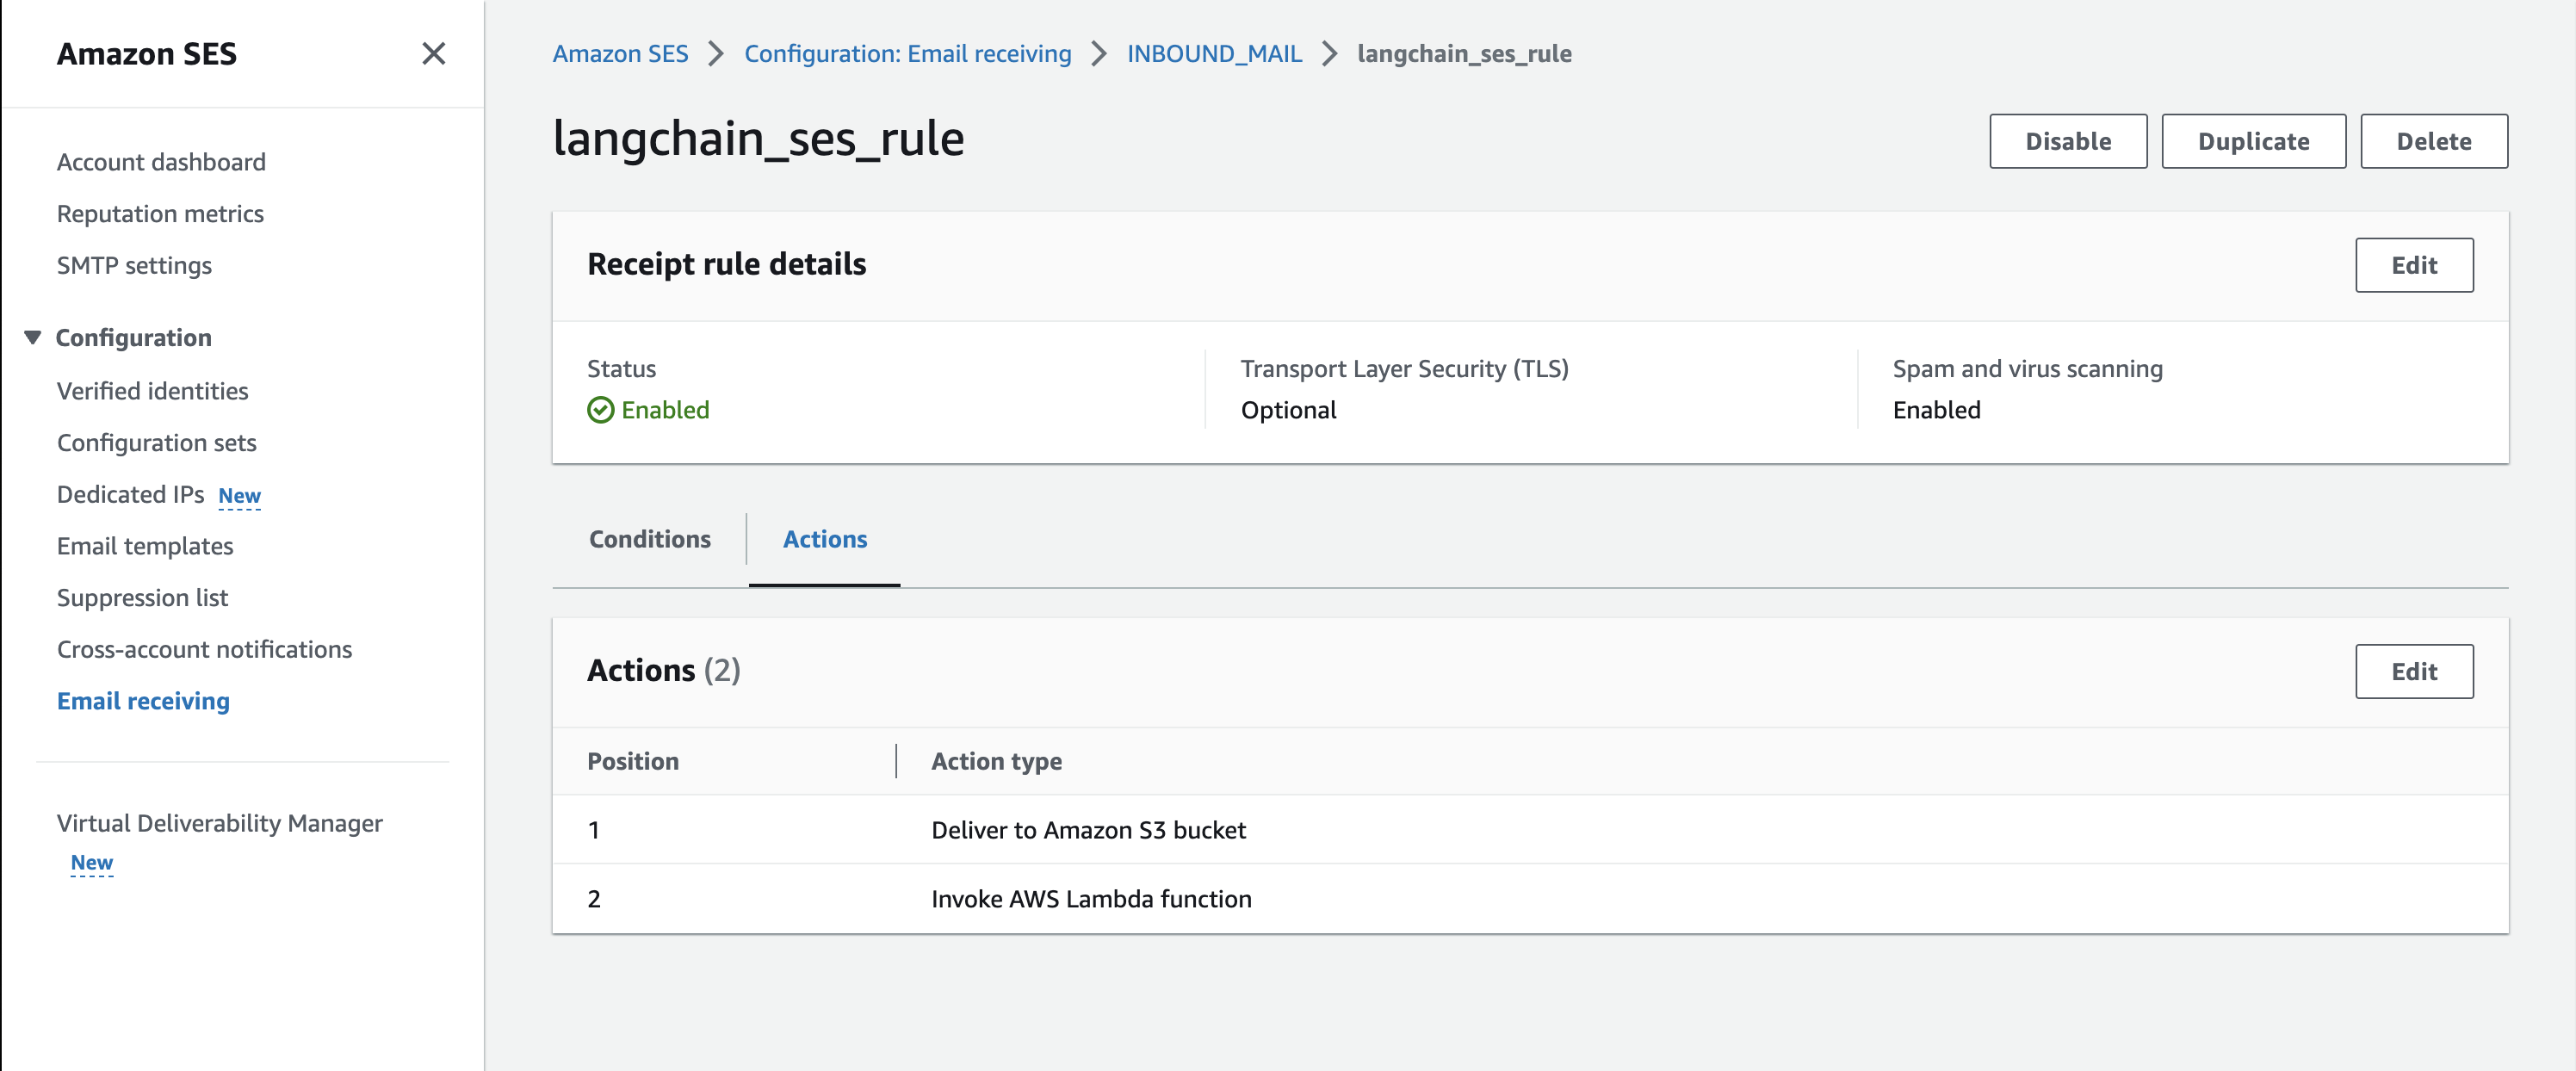 Amazon SES
Account dashboard
Reputation metrics
SMTP settings
Configuration
Verified identities
Configuration sets
Dedicated IPs New
Email templates
Suppression list
Cross-account notifications
Email receiving
Virtual Deliverability Manager
New
Amazon SES Configuration: Email receiving INBOUND_MAIL langchain_ses_rule
langchain_ses_rule
Disable Duplicate Delete
Receipt rule details Edit
Status Transport Layer Security (TLS) Spam and virus scanning
Enabled Optional Enabled
Conditions Actions
Actions (2) Edit
Position Action type
1 Deliver to Amazon S3 bucket
2 Invoke AWS Lambda function